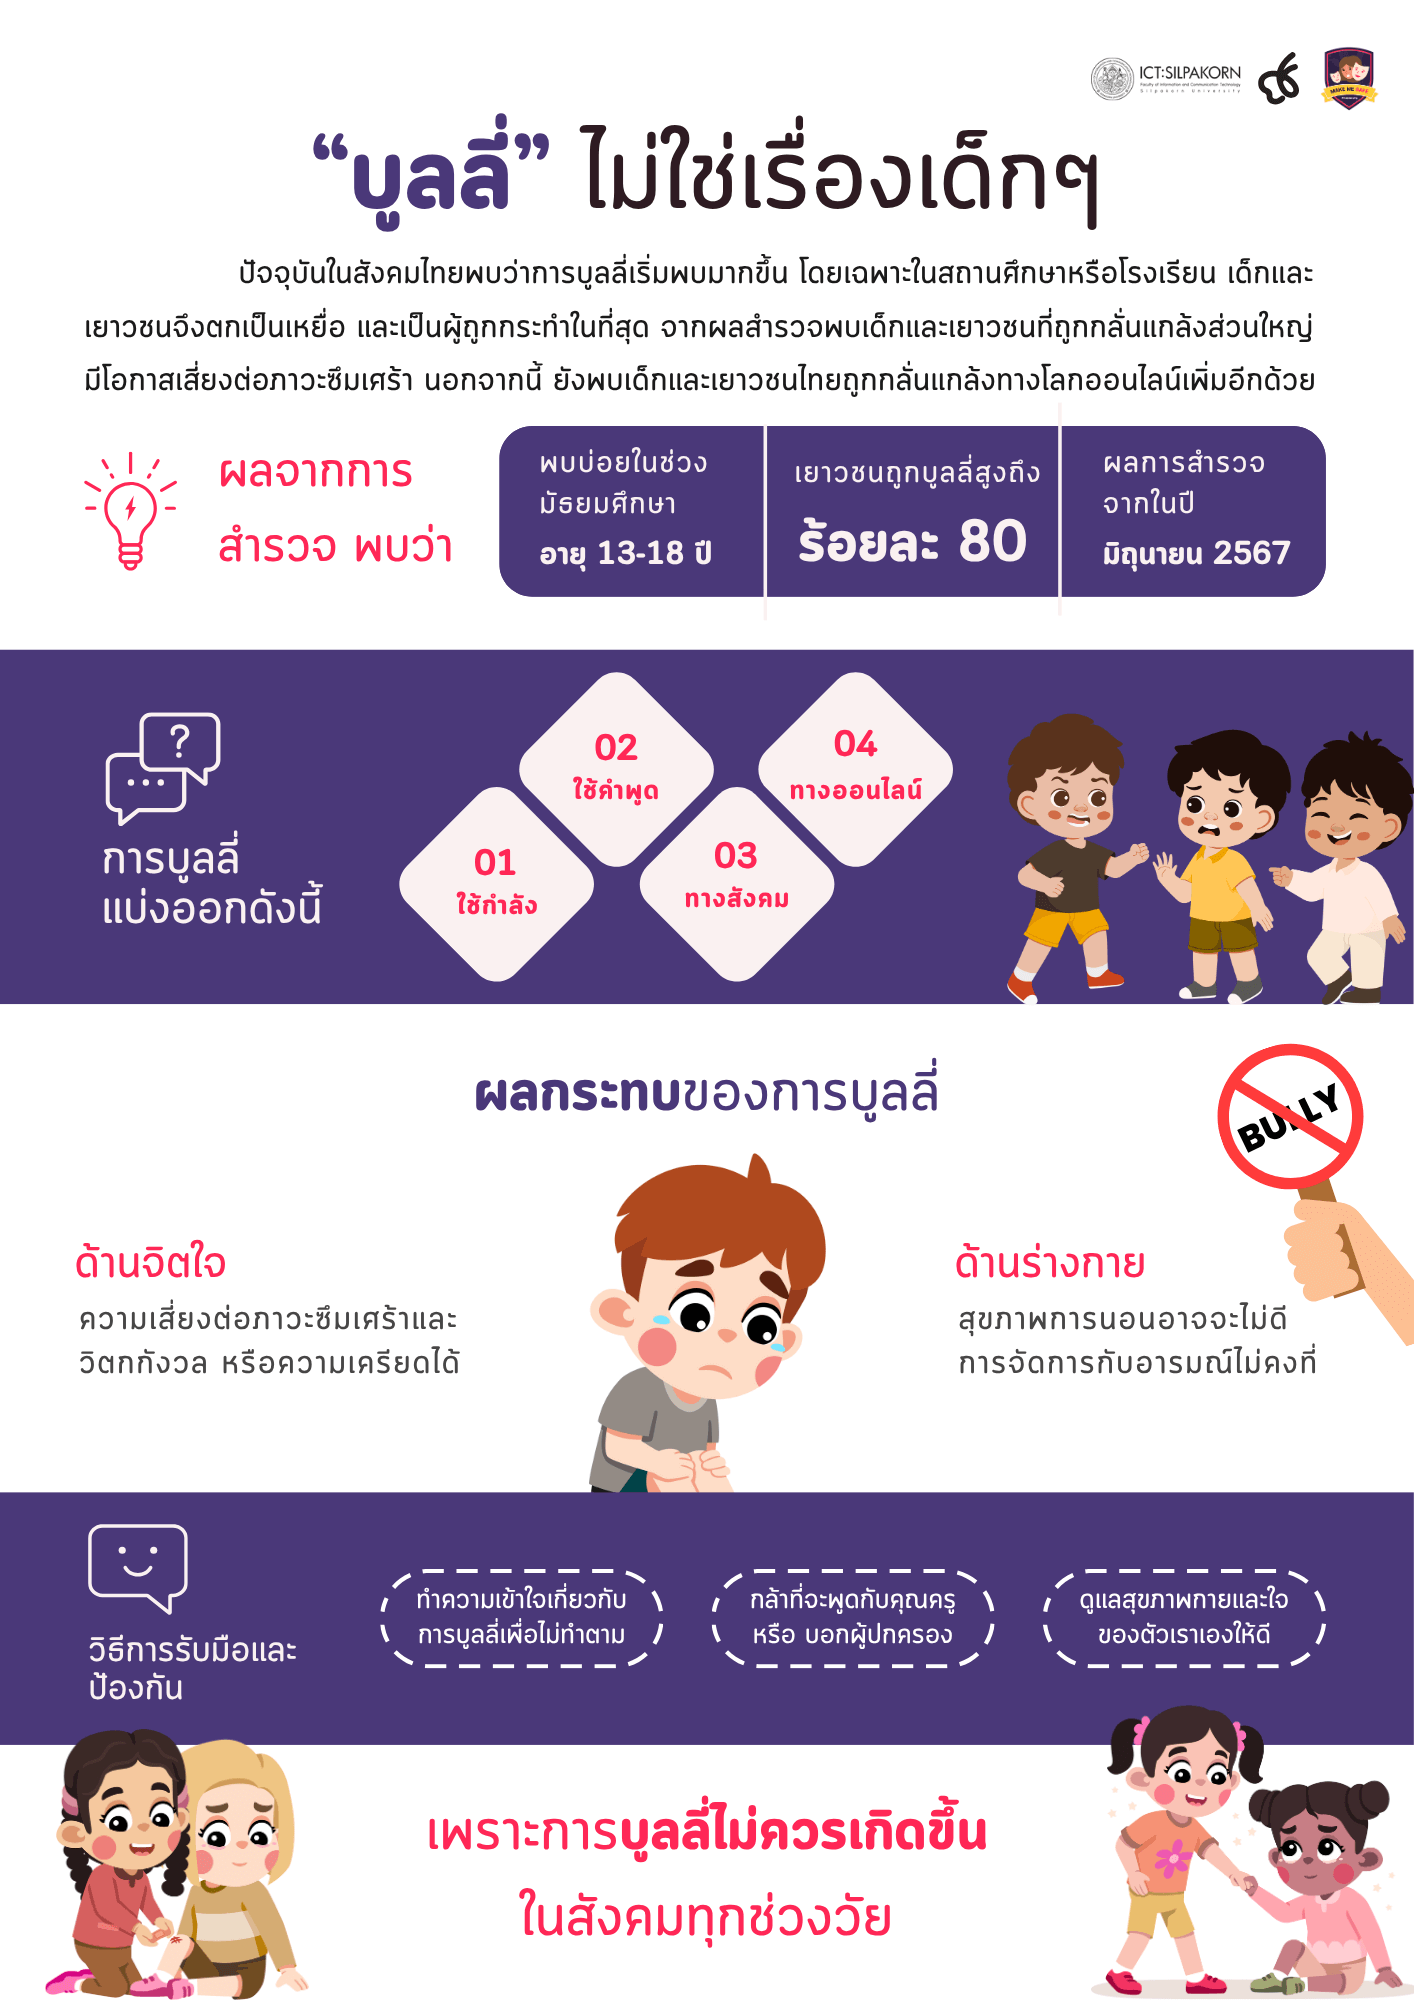 ICT:SILPAKORN
Faculty of Information and Communication Technology
Silpakorn University
MAKE ME SAFE
“บูลลี่” ไม่ใช่เรื่องเด็กๆ
ปัจจุบันในสังคมไทยพบว่าการบูลลี่เริ่มพบมากขึ้น โดยเฉพาะในสถานศึกษาหรือโรงเรียน เด็กและ
เยาวชนจึงตกเป็นเหยื่อ และเป็นผู้ถูกกระทำในที่สุด จากผลสำรวจพบเด็กและเยาวชนที่ถูกกลั่นแกล้งส่วนใหญ่
มีโอกาสเสี่ยงต่อภาวะซึมเศร้า นอกจากนี้ ยังพบเด็กและเยาวชนไทยถูกกลั่นแกล้งทางโลกออนไลน์เพิ่มอีกด้วย
ผลจากการ
สำรวจ พบว่า
พบบ่อยในช่วง
มัธยมศึกษา
อายุ 13-18 ปี
เยาวชนถูกบูลลี่สูงถึง
ร้อยละ 80
ผลการสำรวจ
จากในปี
มิถุนายน 2567
การบูลลี่
แบ่งออกดังนี้
01
ใช้กำลัง
02
ใช้คำพูด
03
ทางสังคม
04
ทางออนไลน์
ผลกระทบของการบูลลี่
BULLY
ด้านจิตใจ
ความเสี่ยงต่อภาวะซึมเศร้าและ
วิตกกังวล หรือความเครียดได้
ด้านร่างกาย
สุขภาพการนอนอาจจะไม่ดี
การจัดการกับอารมณ์ไม่คงที่
วิธีการรับมือและ
ป้องกัน
ทำความเข้าใจเกี่ยวกับ
การบูลลี่เพื่อไม่ทำตาม
กล้าที่จะพูดกับคุณครู
หรือ บอกผู้ปกครอง
ดูแลสุขภาพกายและใจ
ของตัวเราเองให้ดี
เพราะการบูลลี่ไม่ควรเกิดขึ้น
ในสังคมทุกช่วงวัย